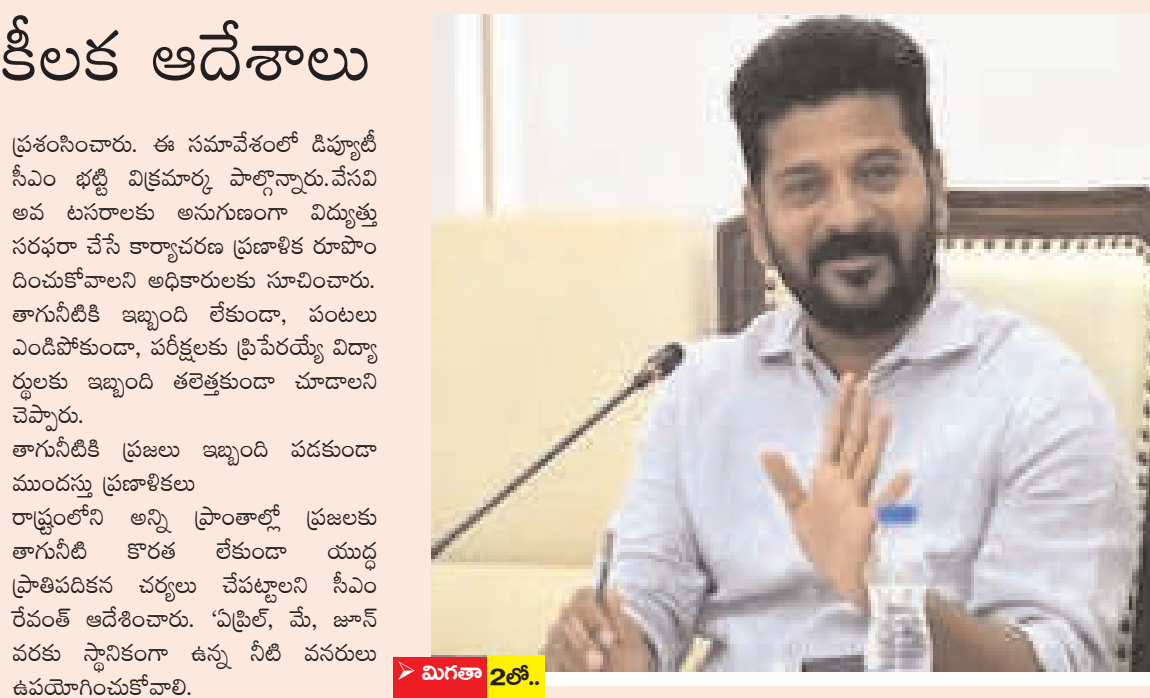 కీలక ఆదేశాలు
ప్రశంసించారు. ఈ సమావేశంలో డిప్యూటీ
సీఎం భట్టి విక్రమార్క పాల్గొన్నారు.వేసవి
అవ టసరాలకు అనుగుణంగా విద్యుత్తు
సరఫరా చేసే కార్యాచరణ ప్రణాళిక రూపొం
దించుకోవాలని అధికారులకు సూచించారు.
తాగునీటికి ఇబ్బంది లేకుండా, పంటలు
ఎండిపోకుండా, పరీక్షలకు ప్రిపేరయ్యే విద్యా
ర్థులకు ఇబ్బంది తలెత్తకుండా చూడాలని
చెప్పారు.
తాగునీటికి ప్రజలు ఇబ్బంది పడకుండా
ముందస్తు ప్రణాళికలు
రాష్ట్రంలోని అన్ని ప్రాంతాల్లో ప్రజలకు
తాగునీటి కొరత లేకుండా యుద్ధ
ప్రాతిపదికన చర్యలు చేపట్టాలని సీఎం
రేవంత్ ఆదేశించారు. ‘ఏప్రిల్, మే, జూన్
వరకు స్థానికంగా ఉన్న నీటి వనరులు
ఉపయోగించుకోవాలి.
➢ మిగతా 2లో..